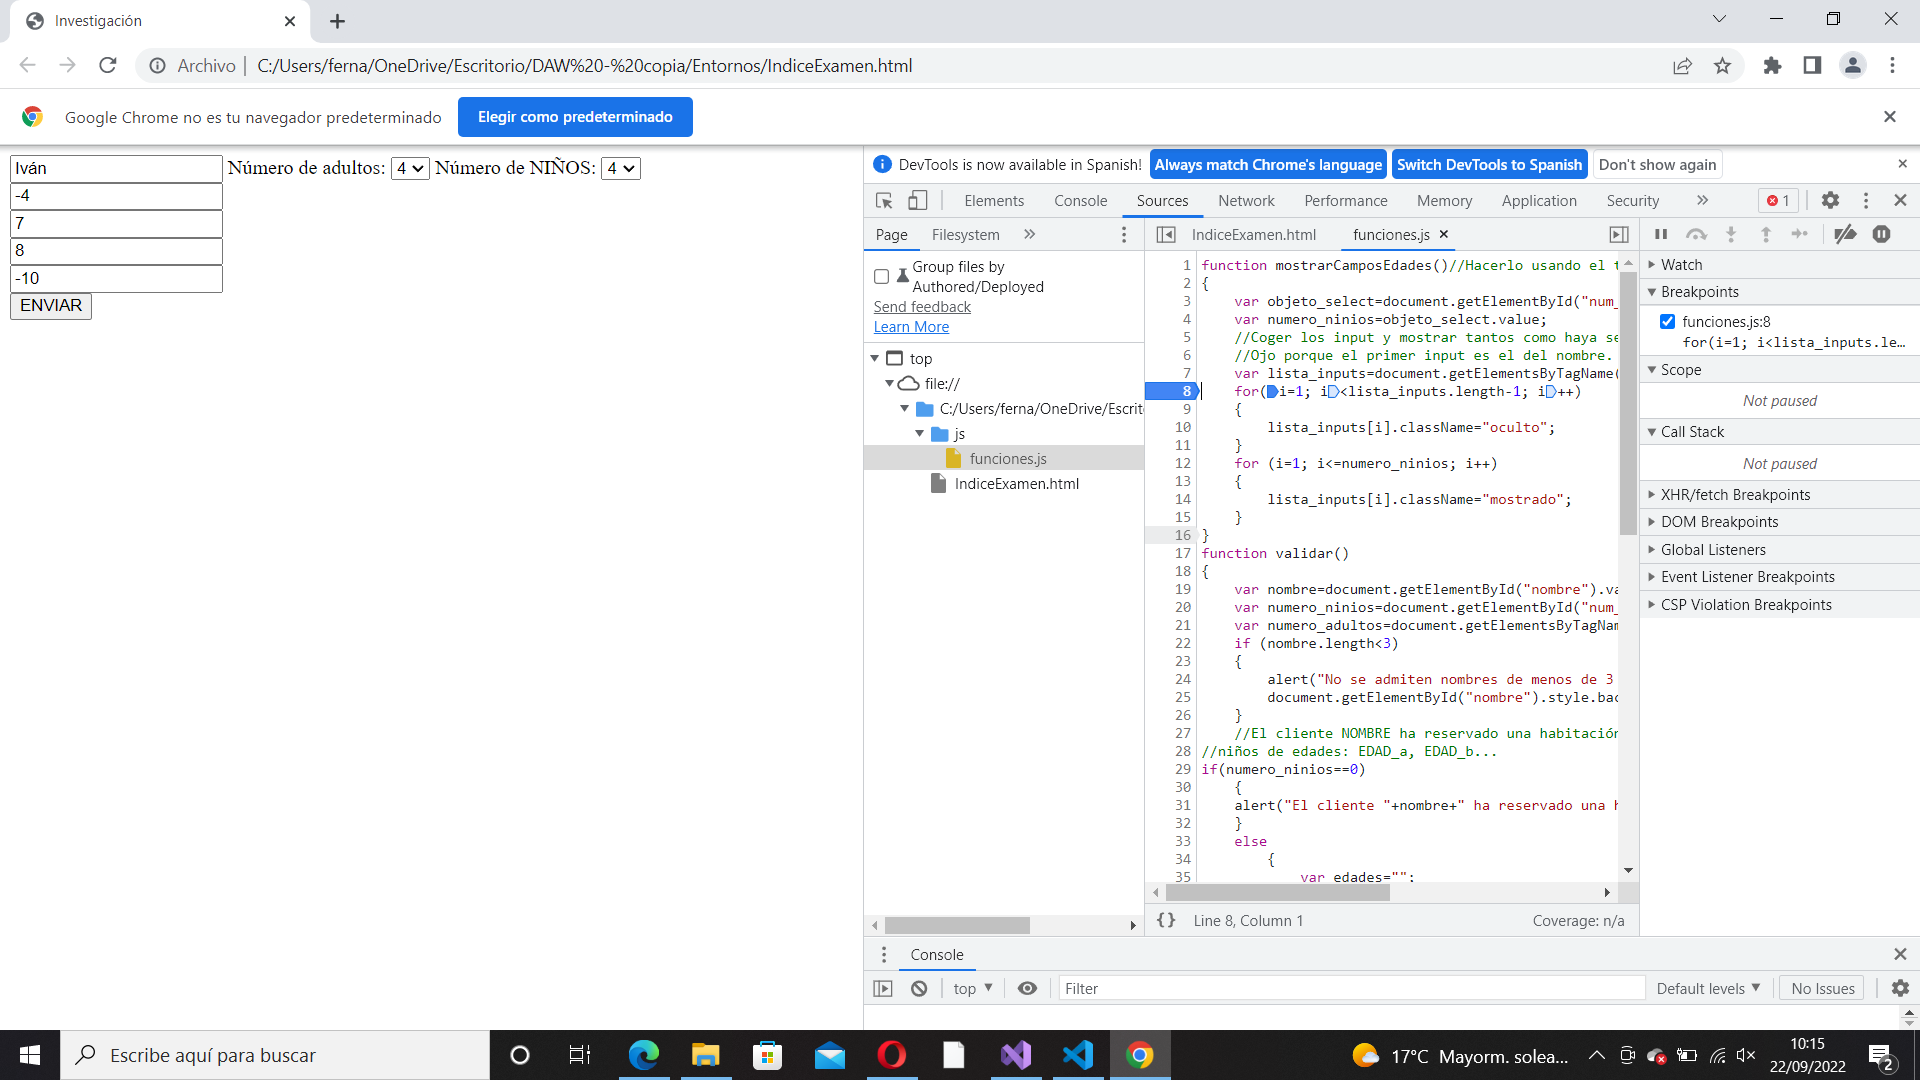 Investigación
Archivo | C:/Users/ferna/OneDrive/Escritorio/DAW%20-%20copia/Entornos/IndiceExamen.html
Google Chrome no es tu navegador predeterminado
Elegir como predeterminado
Iván Número de adultos: 4 Número de NIÑOS: 4
-4
7
8
-10
ENVIAR
DevTools is now available in Spanish! Always match Chrome's language Switch DevTools to Spanish Don't show again
Elements Console Sources Network Performance Memory Application Security 1
Page Filesystem
Group files by
Authored/Deployed
Send feedback
Learn More
top
file://
C:/Users/ferna/OneDrive/Escrit
js
funciones.js
IndiceExamen.html
IndiceExamen.html funciones.js
1 function mostrarCamposEdades()//Hacerlo usando el t
2 {
3 var objeto_select=document.getElementById("num_
4 var numero_ninios=objeto_select.value;
5 //Coger los input y mostrar tantos como haya se
6 //Ojo porque el primer input es el del nombre.
7 var lista_inputs=document.getElementsByTagName(
8 for(i=1; i<lista_inputs.length-1; i++)
9 {
10 lista_inputs[i].className="oculto";
11 }
12 for (i=1; i<=numero_ninios; i++)
13 {
14 lista_inputs[i].className="mostrado";
15 }
16 }
17 function validar()
18 {
19 var nombre=document.getElementById("nombre").va
20 var numero_ninios=document.getElementById("num_
21 var numero_adultos=document.getElementsByTagNam
22 if (nombre.length<3)
23 {
24 alert("No se admiten nombres de menos de 3
25 document.getElementById("nombre").style.bac
26 }
27 //El cliente NOMBRE ha reservado una habitación
28 //niños de edades: EDAD_a, EDAD_b...
29 if(numero_ninios==0)
30 {
31 alert("El cliente "+nombre+" ha reservado una h
32 }
33 else
34 {
35 var edades="";
Line 8, Column 1 Coverage: n/a
Watch
Breakpoints
funciones.js:8
for(i=1; i<lista_inputs.le…
Scope
Not paused
Call Stack
Not paused
XHR/fetch Breakpoints
DOM Breakpoints
Global Listeners
Event Listener Breakpoints
CSP Violation Breakpoints
Console
top Filter Default levels No Issues
Escribe aquí para buscar
17°C Mayorm. solea...
10:15
22/09/2022
2